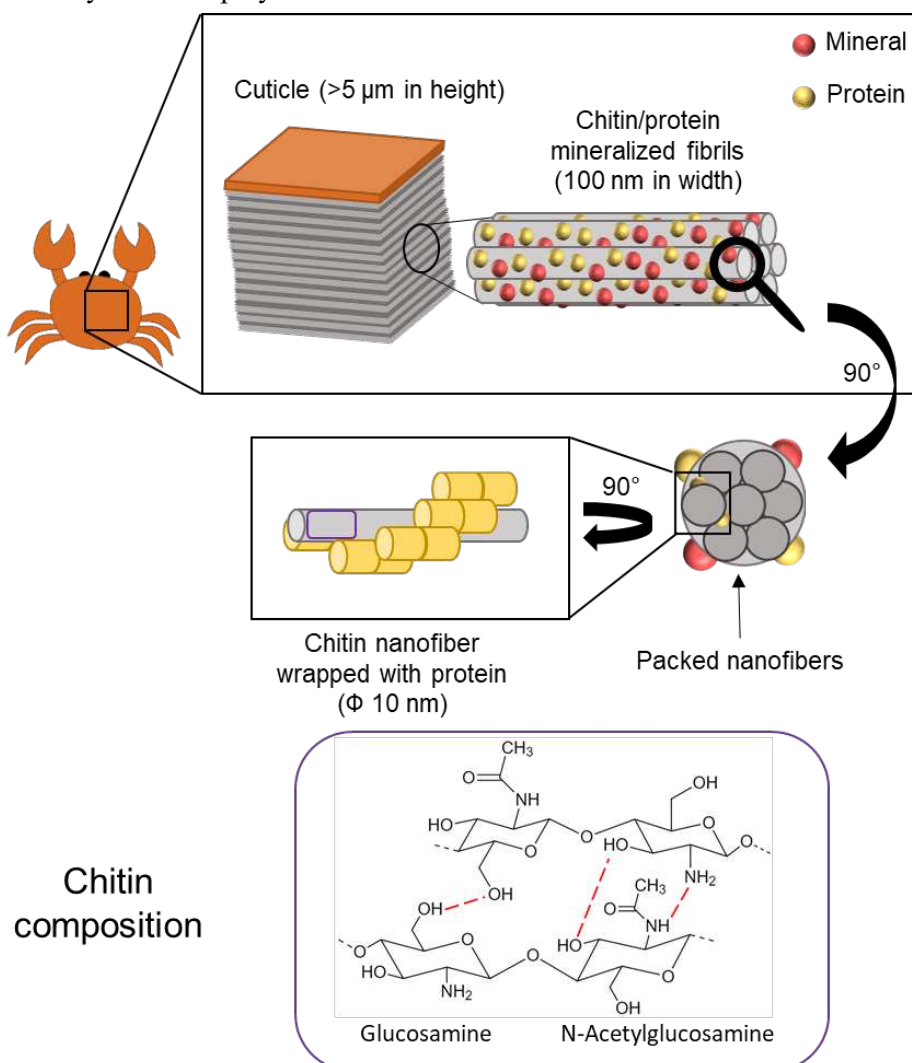 Mineral
Protein
Cuticle (>5 µm in height)
Chitin/protein
mineralized fibrils
(100 nm in width)
90°
90°
Chitin nanofiber
wrapped with protein
(Φ 10 nm)
Packed nanofibers
Chitin
composition
CH3
O
NH
HO
O
O
OH
OH
O
HO
O
NH2
CH3
O
NH
OH
O
O
HO
NH2
O
HO
O
OH
Glucosamine
N-Acetylglucosamine